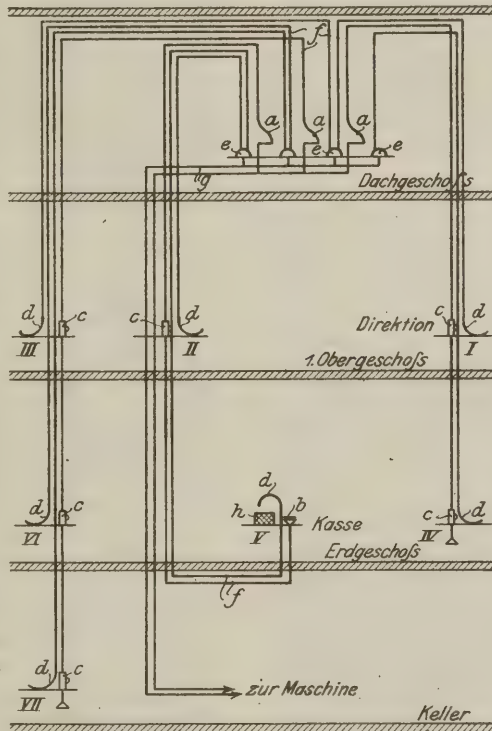 f
a a a
e e e
g
Dachgeschoß
d c c d Direktion c d
III II I
1. Obergeschoß
d c d h b Kasse c d
VI V IV
Erdgeschoß
f
d c
VII
zur Maschine
Keller